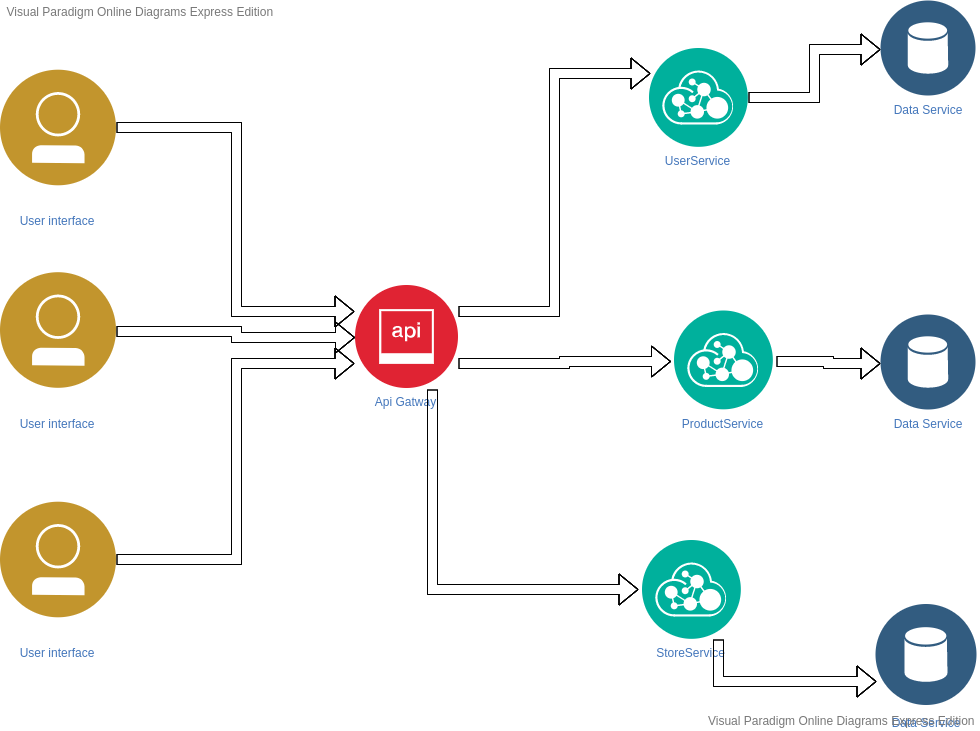 Visual Paradigm Online Diagrams Express Edition
Data Service
UserService
User interface
api
Api Gatway
User interface
ProductService
Data Service
StoreService
User interface
Visual Paradigm Online Diagrams Express Edition
Data Service